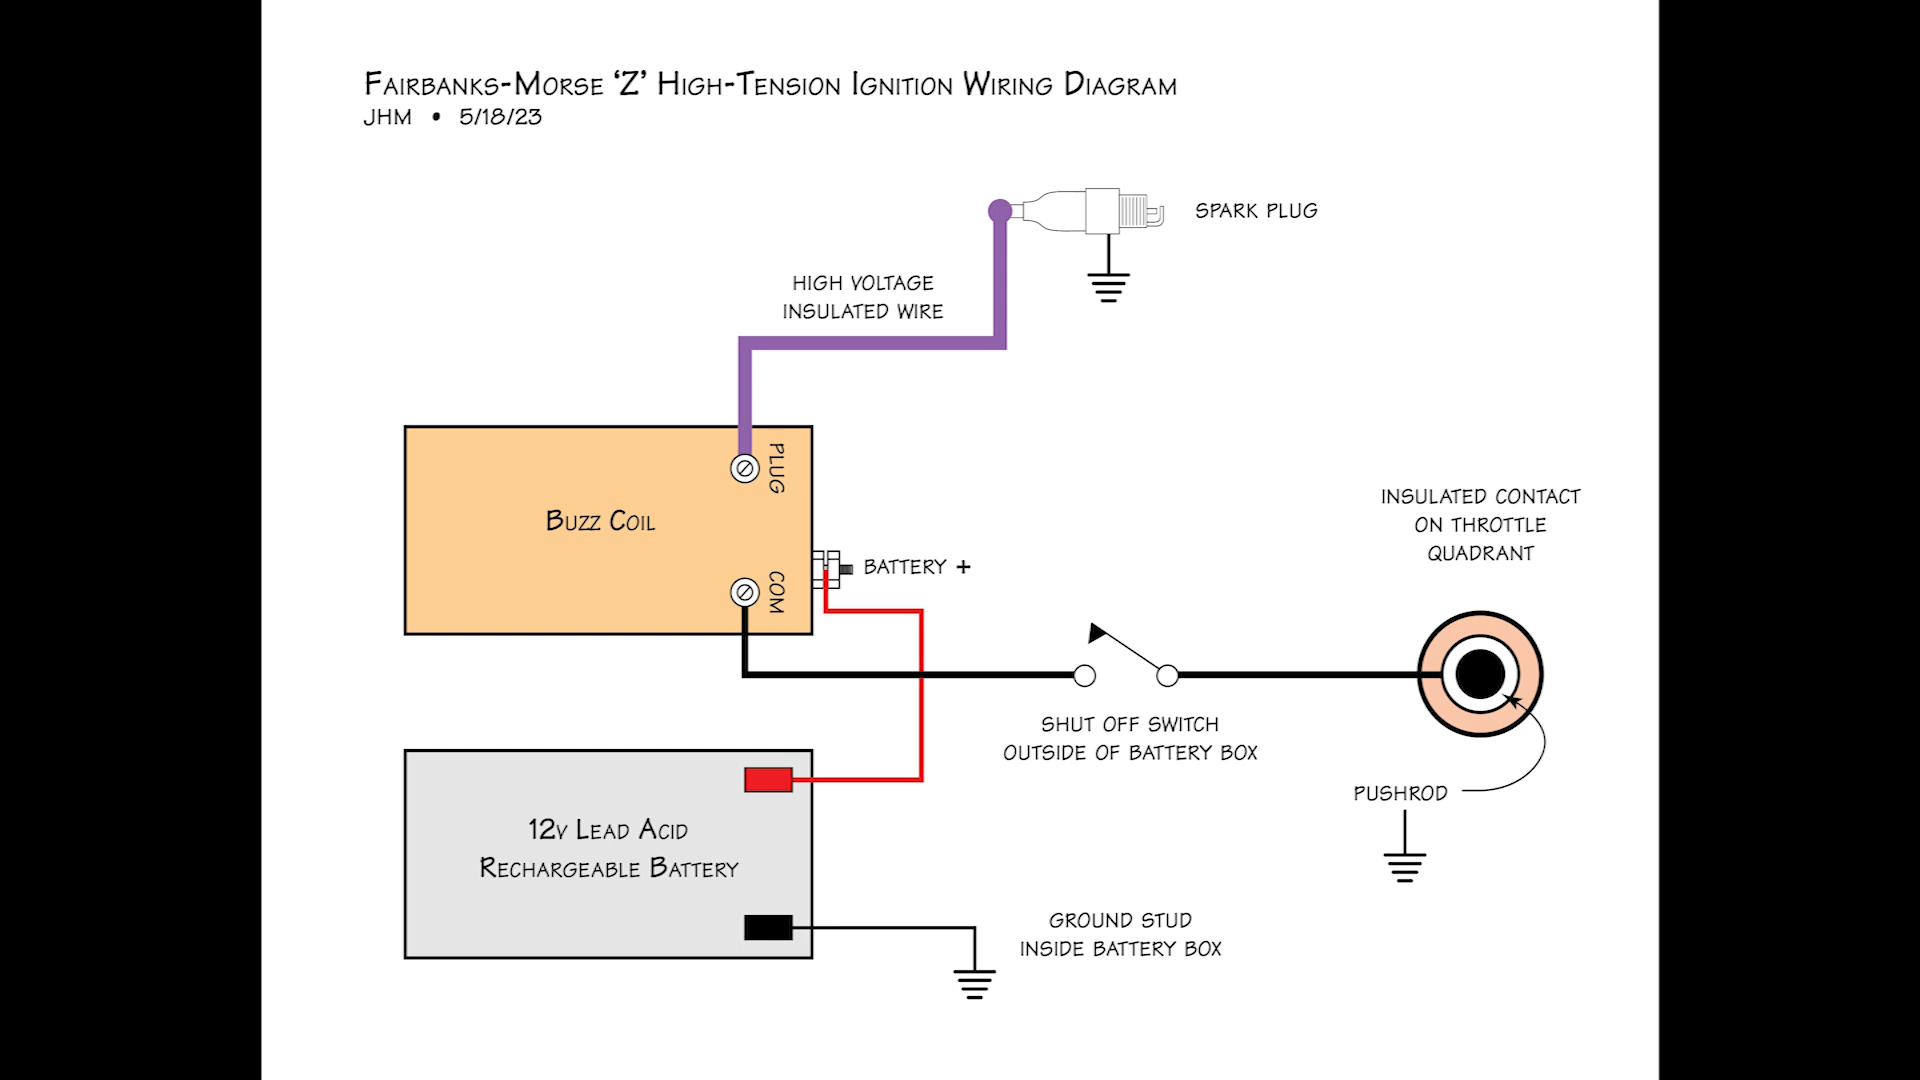 Fairbanks-Morse ‘Z’ High-Tension Ignition Wiring Diagram
JHM • 5/18/23
SPARK PLUG
HIGH VOLTAGE
INSULATED WIRE
PLUG
Buzz Coil
COM
BATTERY +
INSULATED CONTACT
ON THROTTLE
QUADRANT
SHUT OFF SWITCH
OUTSIDE OF BATTERY BOX
PUSHROD
12v Lead Acid
Rechargeable Battery
GROUND STUD
INSIDE BATTERY BOX